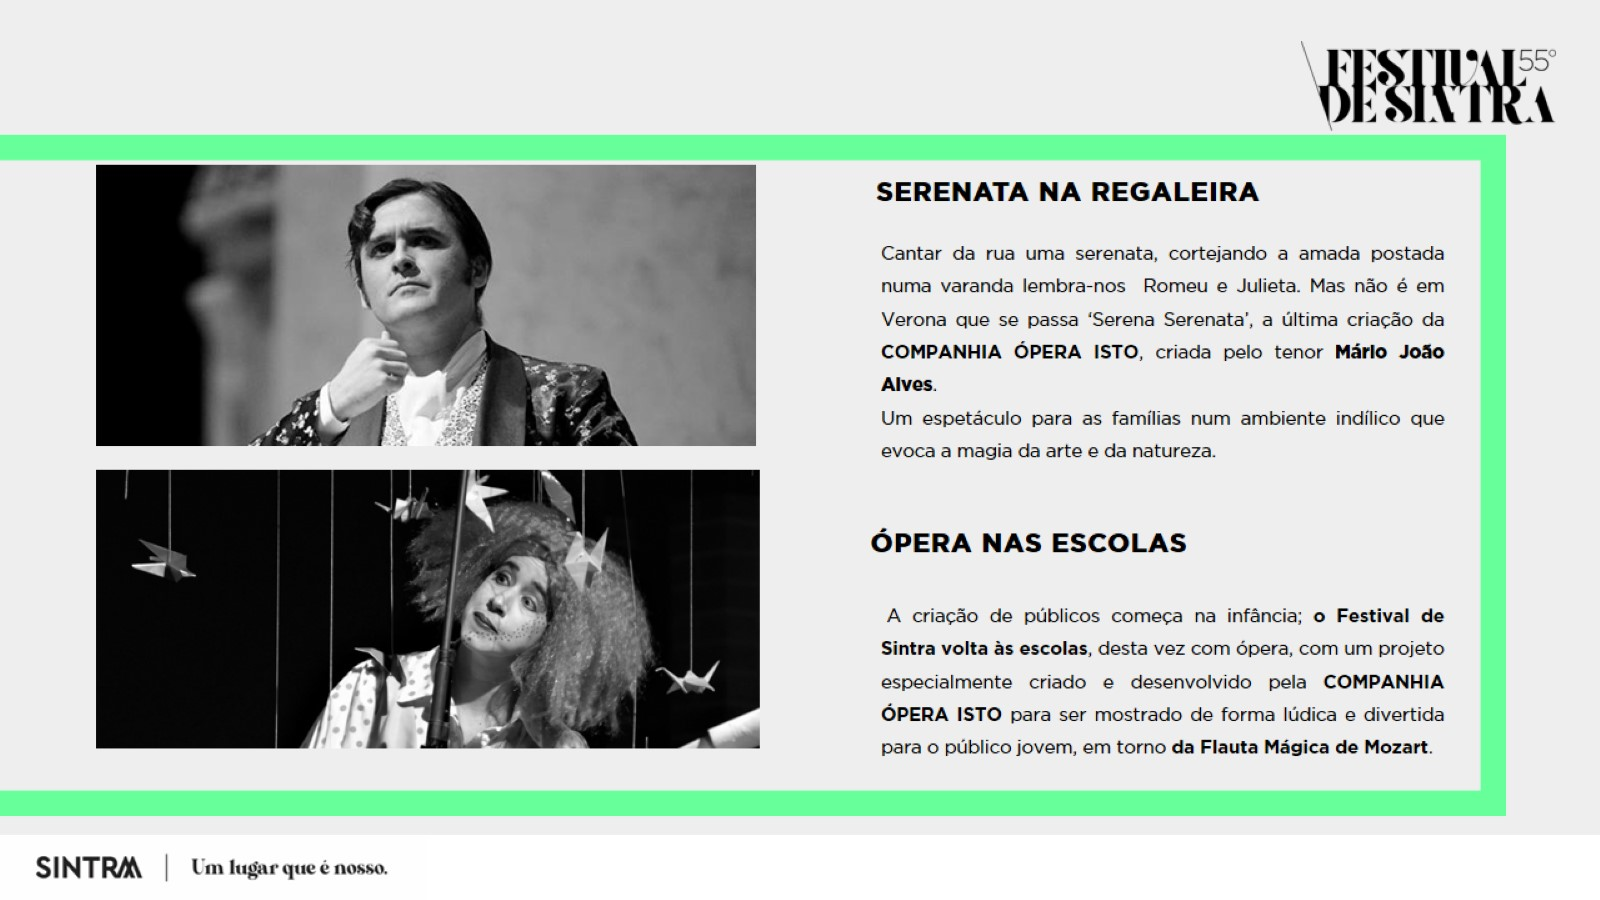 FESTIVAL 55º
DE SINTRA
SERENATA NA REGALEIRA
Cantar da rua uma serenata, cortejando a amada postada
numa varanda lembra-nos Romeu e Julieta. Mas não é em
Verona que se passa ‘Serena Serenata’, a última criação da
COMPANHIA ÓPERA ISTO, criada pelo tenor Mário João
Alves.
Um espetáculo para as famílias num ambiente indílico que
evoca a magia da arte e da natureza.
ÓPERA NAS ESCOLAS
A criação de públicos começa na infância; o Festival de
Sintra volta às escolas, desta vez com ópera, com um projeto
especialmente criado e desenvolvido pela COMPANHIA
ÓPERA ISTO para ser mostrado de forma lúdica e divertida
para o público jovem, em torno da Flauta Mágica de Mozart.
SINTRA | Um lugar que é nosso.